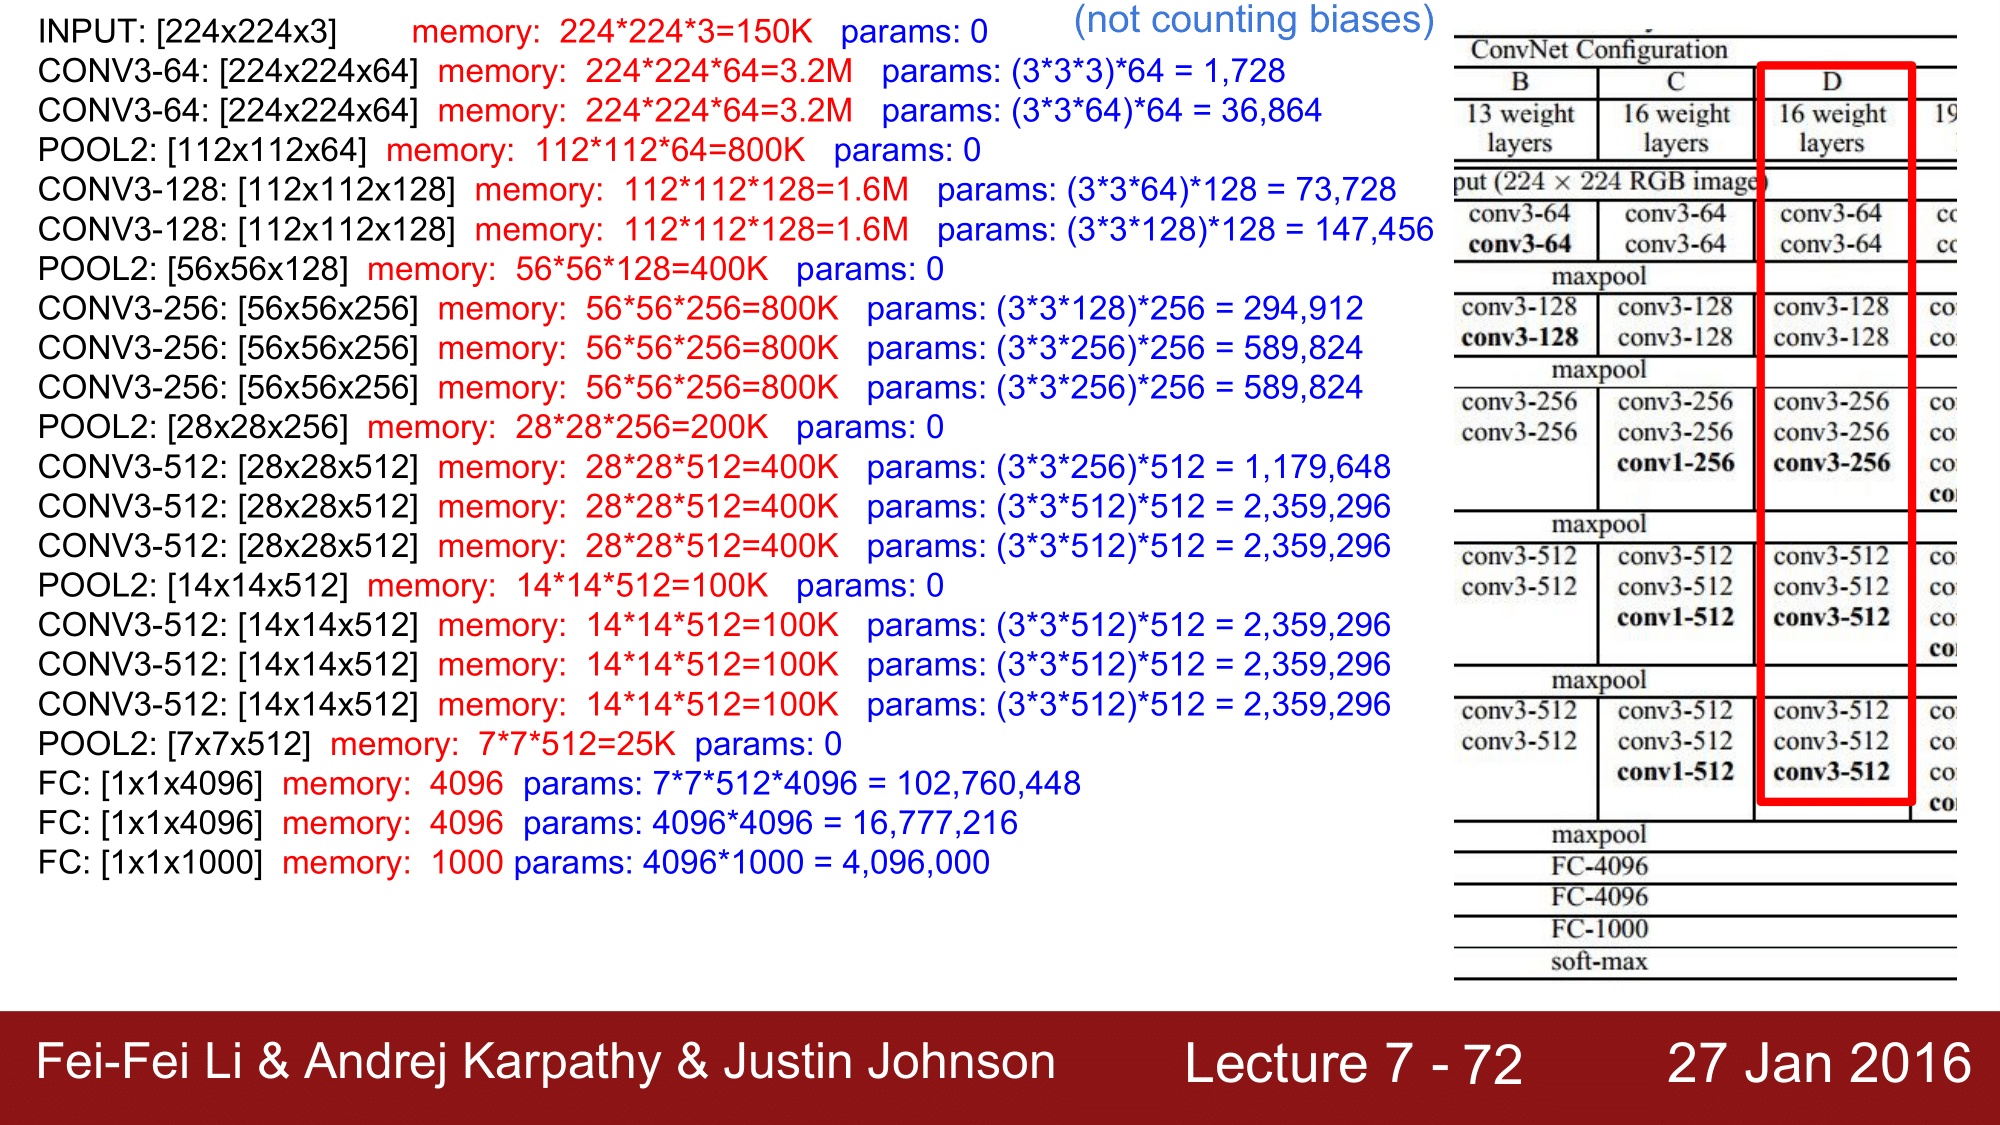 (not counting biases)
INPUT: [224x224x3] memory: 224*224*3=150K params: 0
CONV3-64: [224x224x64] memory: 224*224*64=3.2M params: (3*3*3)*64 = 1,728
CONV3-64: [224x224x64] memory: 224*224*64=3.2M params: (3*3*64)*64 = 36,864
POOL2: [112x112x64] memory: 112*112*64=800K params: 0
CONV3-128: [112x112x128] memory: 112*112*128=1.6M params: (3*3*64)*128 = 73,728
CONV3-128: [112x112x128] memory: 112*112*128=1.6M params: (3*3*128)*128 = 147,456
POOL2: [56x56x128] memory: 56*56*128=400K params: 0
CONV3-256: [56x56x256] memory: 56*56*256=800K params: (3*3*128)*256 = 294,912
CONV3-256: [56x56x256] memory: 56*56*256=800K params: (3*3*256)*256 = 589,824
CONV3-256: [56x56x256] memory: 56*56*256=800K params: (3*3*256)*256 = 589,824
POOL2: [28x28x256] memory: 28*28*256=200K params: 0
CONV3-512: [28x28x512] memory: 28*28*512=400K params: (3*3*256)*512 = 1,179,648
CONV3-512: [28x28x512] memory: 28*28*512=400K params: (3*3*512)*512 = 2,359,296
CONV3-512: [28x28x512] memory: 28*28*512=400K params: (3*3*512)*512 = 2,359,296
POOL2: [14x14x512] memory: 14*14*512=100K params: 0
CONV3-512: [14x14x512] memory: 14*14*512=100K params: (3*3*512)*512 = 2,359,296
CONV3-512: [14x14x512] memory: 14*14*512=100K params: (3*3*512)*512 = 2,359,296
CONV3-512: [14x14x512] memory: 14*14*512=100K params: (3*3*512)*512 = 2,359,296
POOL2: [7x7x512] memory: 7*7*512=25K params: 0
FC: [1x1x4096] memory: 4096 params: 7*7*512*4096 = 102,760,448
FC: [1x1x4096] memory: 4096 params: 4096*4096 = 16,777,216
FC: [1x1x1000] memory: 1000 params: 4096*1000 = 4,096,000
ConvNet Configuration
B C D
13 weight 16 weight 16 weight 19
layers layers layers
put (224 × 224 RGB image)
conv3-64 conv3-64 conv3-64 co
conv3-64 conv3-64 conv3-64 co
maxpool
conv3-128 conv3-128 conv3-128 co
conv3-128 conv3-128 conv3-128 co
maxpool
conv3-256 conv3-256 conv3-256 co
conv3-256 conv3-256 conv3-256 co
conv1-256 conv3-256 co
co
maxpool
conv3-512 conv3-512 conv3-512 co
conv3-512 conv3-512 conv3-512 co
conv1-512 conv3-512 co
co
maxpool
conv3-512 conv3-512 conv3-512 co
conv3-512 conv3-512 conv3-512 co
conv1-512 conv3-512 co
co
maxpool
FC-4096
FC-4096
FC-1000
soft-max
Fei-Fei Li & Andrej Karpathy & Justin Johnson Lecture 7 - 72 27 Jan 2016